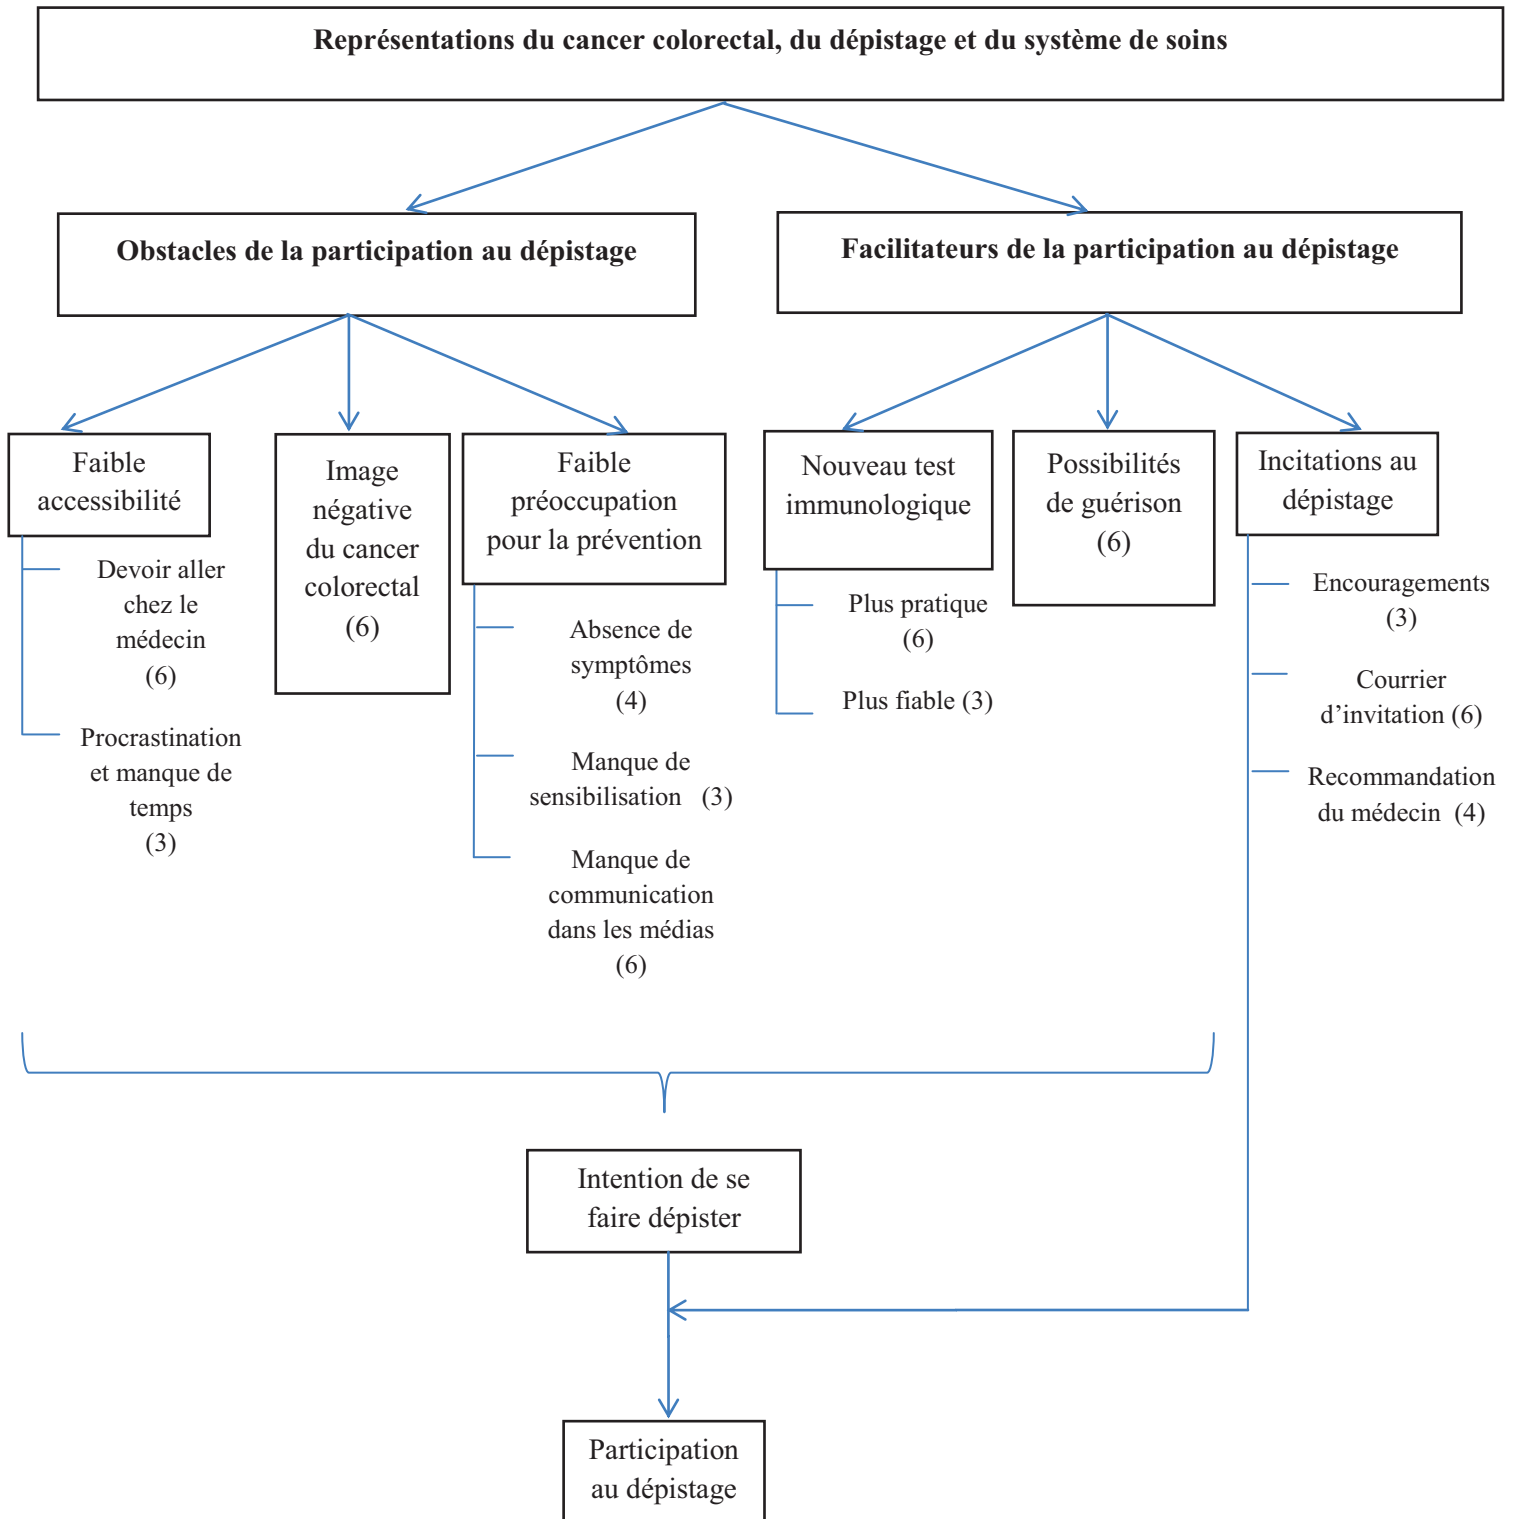 Représentations du cancer colorectal, du dépistage et du système de soins
Obstacles de la participation au dépistage
Facilitateurs de la participation au dépistage
Faible
accessibilité
Devoir aller
chez le
médecin
(6)
Procrastination
et manque de
temps
(3)
Image
négative
du cancer
colorectal
(6)
Faible
préoccupation
pour la prévention
Absence de
symptômes
(4)
Manque de
sensibilisation (3)
Manque de
communication
dans les médias
(6)
Nouveau test
immunologique
Plus pratique
(6)
Plus fiable (3)
Possibilités
de guérison
(6)
Incitations au
dépistage
Encouragements
(3)
Courrier
d’invitation (6)
Recommandation
du médecin (4)
Intention de se
faire dépister
Participation
au dépistage